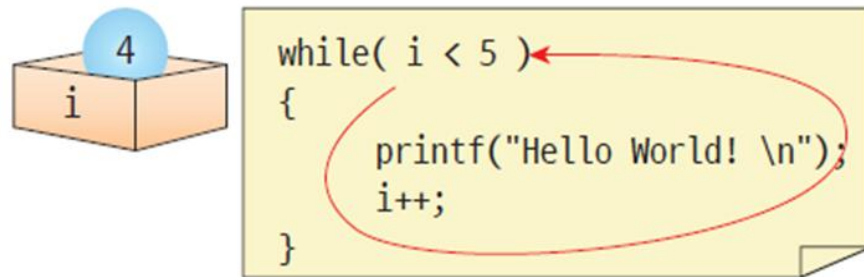 4
i
while( i < 5 )
{
printf("Hello World! \n");
i++;
}